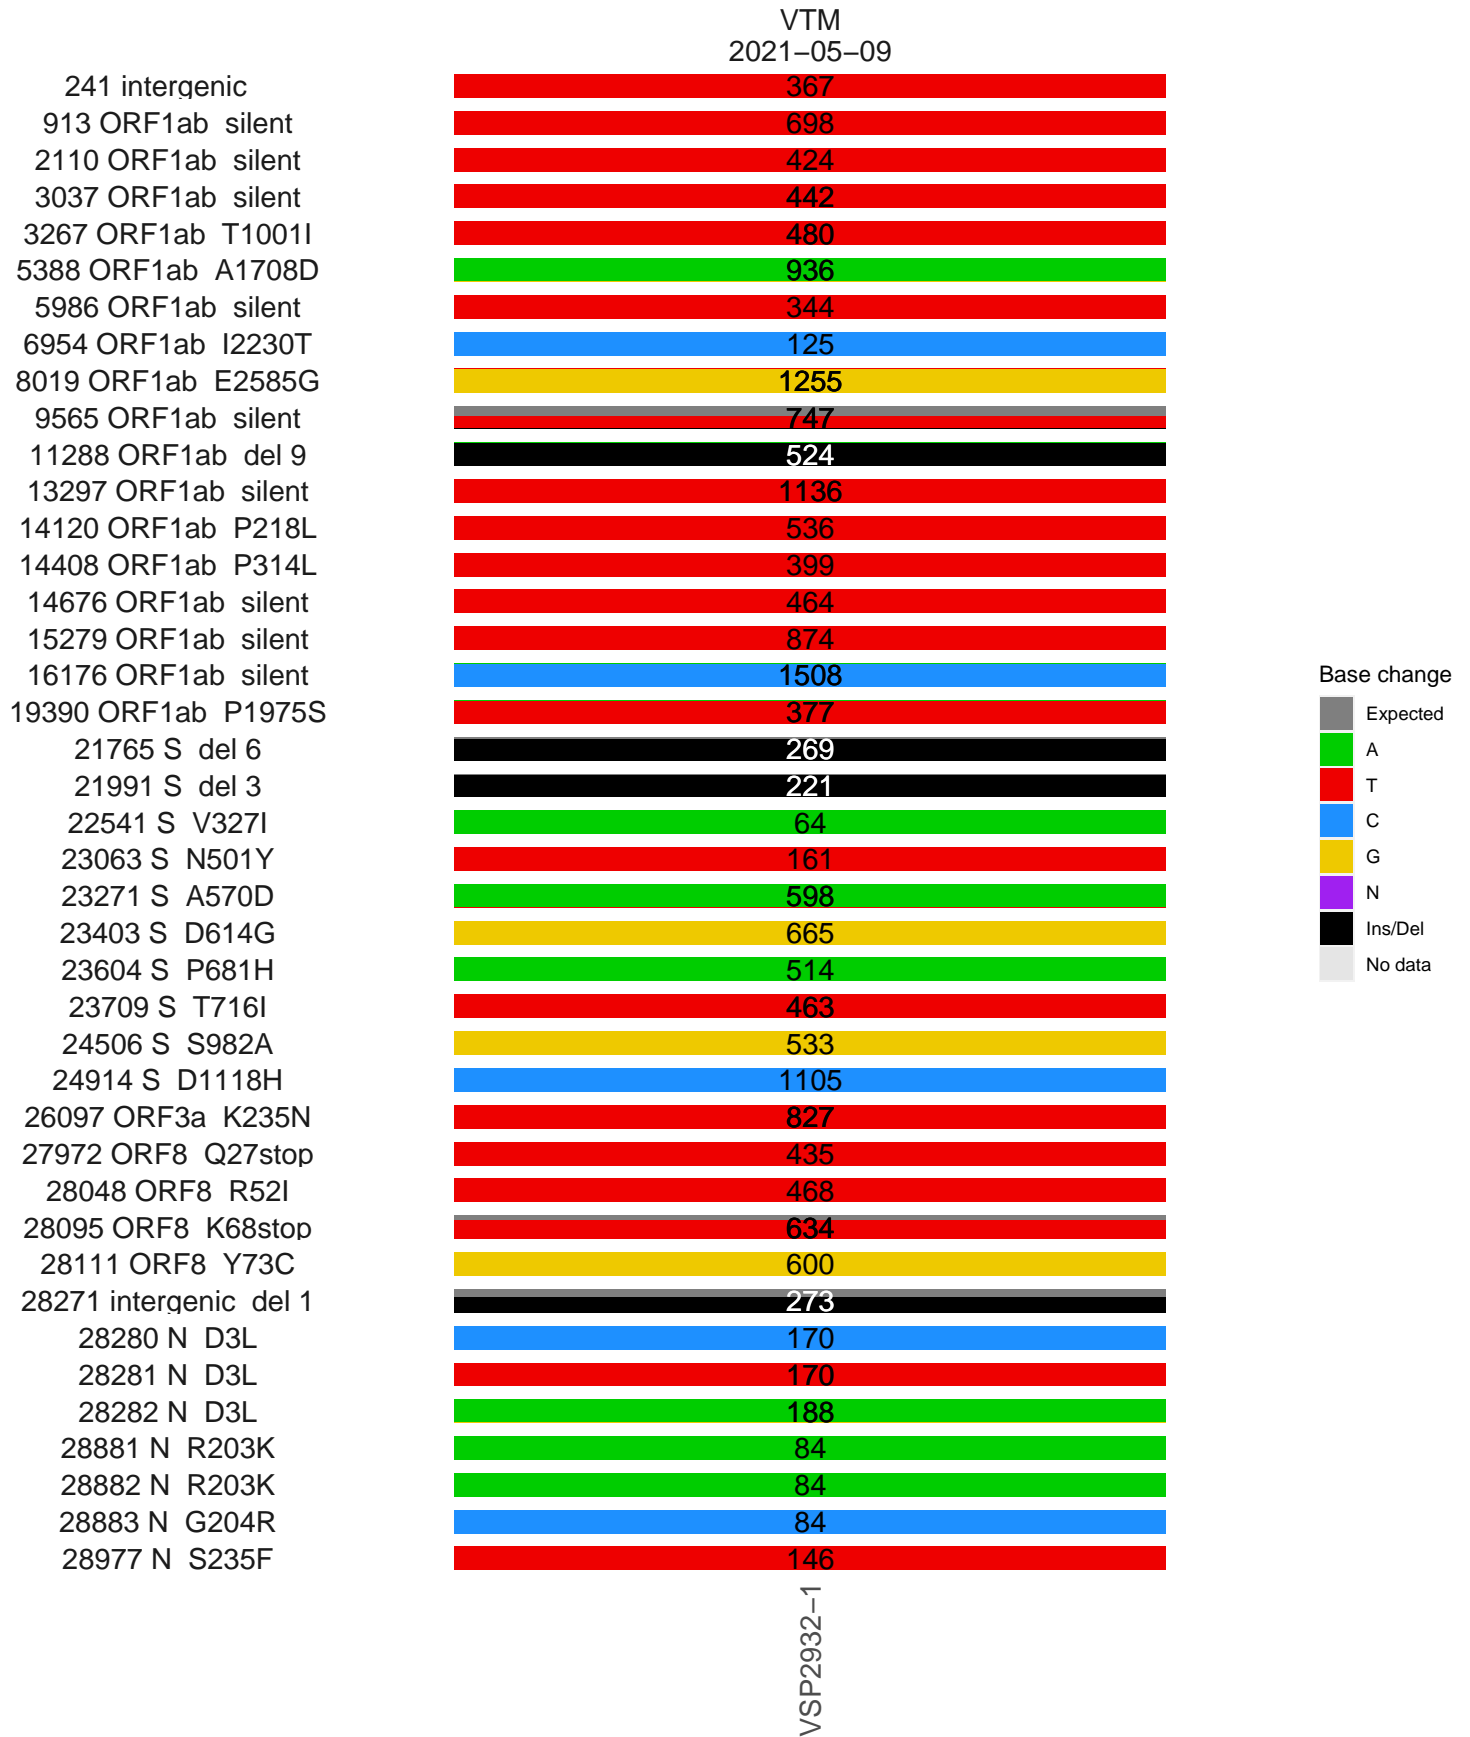 VTM
2021−05−09
241 intergenic 367
913 ORF1ab silent 698
2110 ORF1ab silent 424
3037 ORF1ab silent 442
3267 ORF1ab T1001I 480
5388 ORF1ab A1708D 936
5986 ORF1ab silent 344
6954 ORF1ab I2230T 125
8019 ORF1ab E2585G 1255
9565 ORF1ab silent 747
11288 ORF1ab del 9 524
13297 ORF1ab silent 1136
14120 ORF1ab P218L 536
14408 ORF1ab P314L 399
14676 ORF1ab silent 464
15279 ORF1ab silent 874
16176 ORF1ab silent 1508
19390 ORF1ab P1975S 377
21765 S del 6 269
21991 S del 3 221
22541 S V327I 64
23063 S N501Y 161
23271 S A570D 598
23403 S D614G 665
23604 S P681H 514
23709 S T716I 463
24506 S S982A 533
24914 S D1118H 1105
26097 ORF3a K235N 827
27972 ORF8 Q27stop 435
28048 ORF8 R52I 468
28095 ORF8 K68stop 634
28111 ORF8 Y73C 600
28271 intergenic del 1 273
28280 N D3L 170
28281 N D3L 170
28282 N D3L 188
28881 N R203K 84
28882 N R203K 84
28883 N G204R 84
28977 N S235F 146
VSP2932−1
Base change
Expected
A
T
C
G
N
Ins/Del
No data